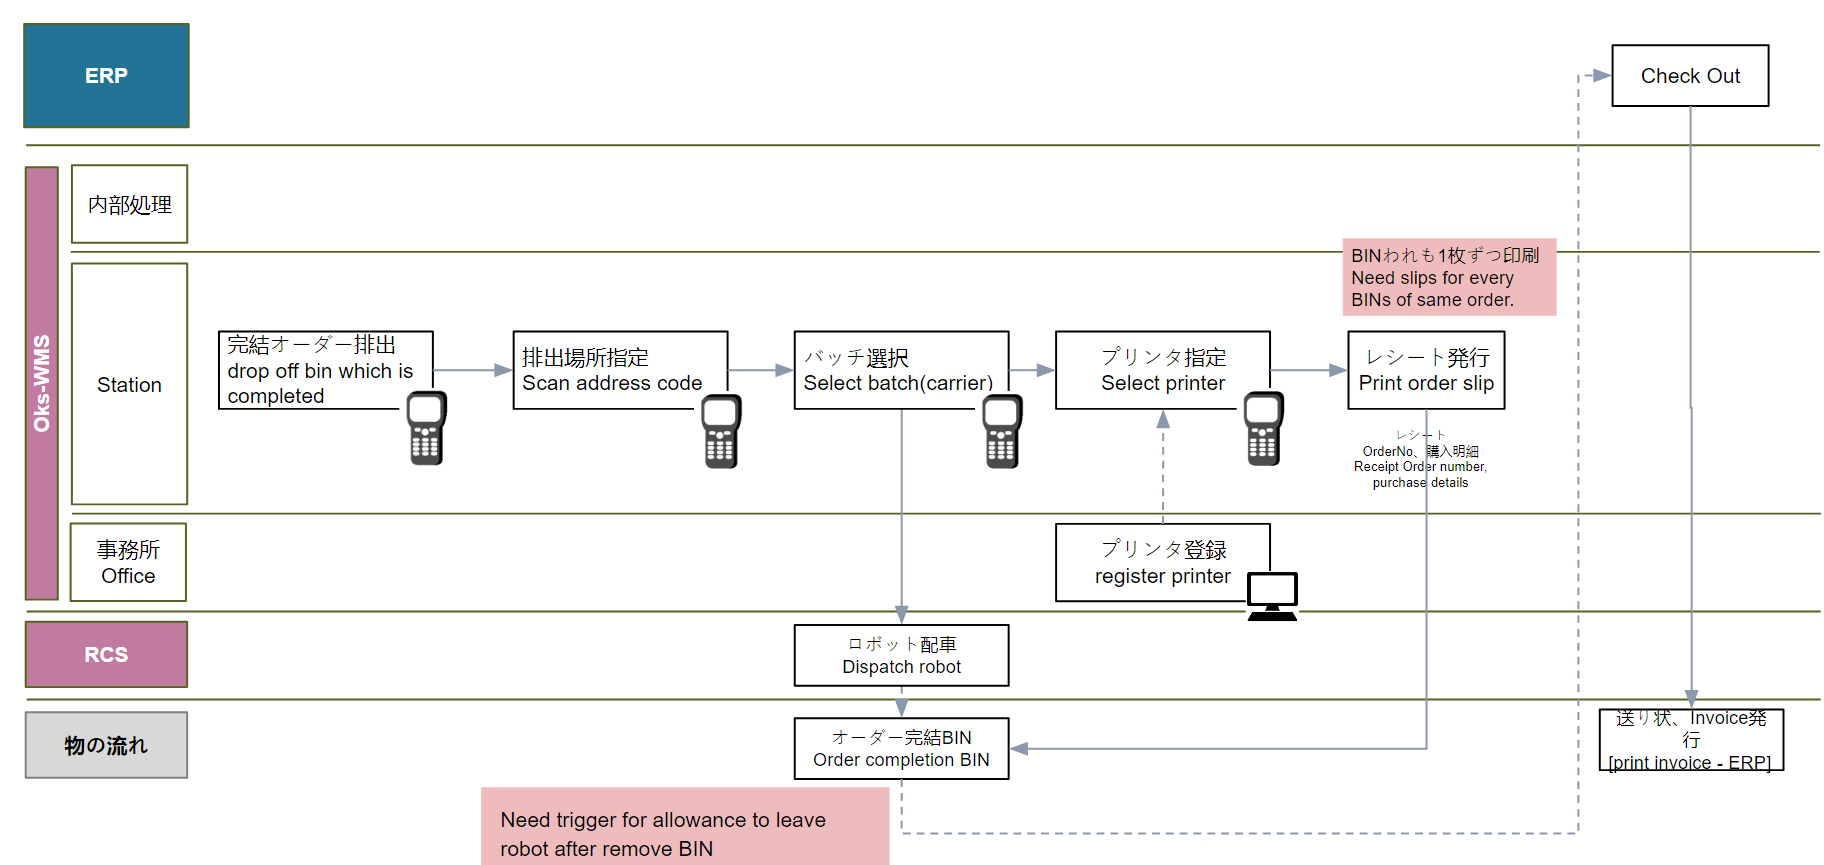 ERP
Check Out
Oks-WMS
内部処理
BINわれも1枚ずつ印刷
Need slips for every
BINs of same order.
Station
完結オーダー排出
drop off bin which is
completed
排出場所指定
Scan address code
バッチ選択
Select batch(carrier)
プリンタ指定
Select printer
レシート発行
Print order slip
レシート
OrderNo、購入明細
Receipt Order number,
purchase details
事務所
Office
プリンタ登録
register printer
RCS
ロボット配車
Dispatch robot
物の流れ
オーダー完結BIN
Order completion BIN
送り状、Invoice発
行
[print invoice - ERP]
Need trigger for allowance to leave
robot after remove BIN